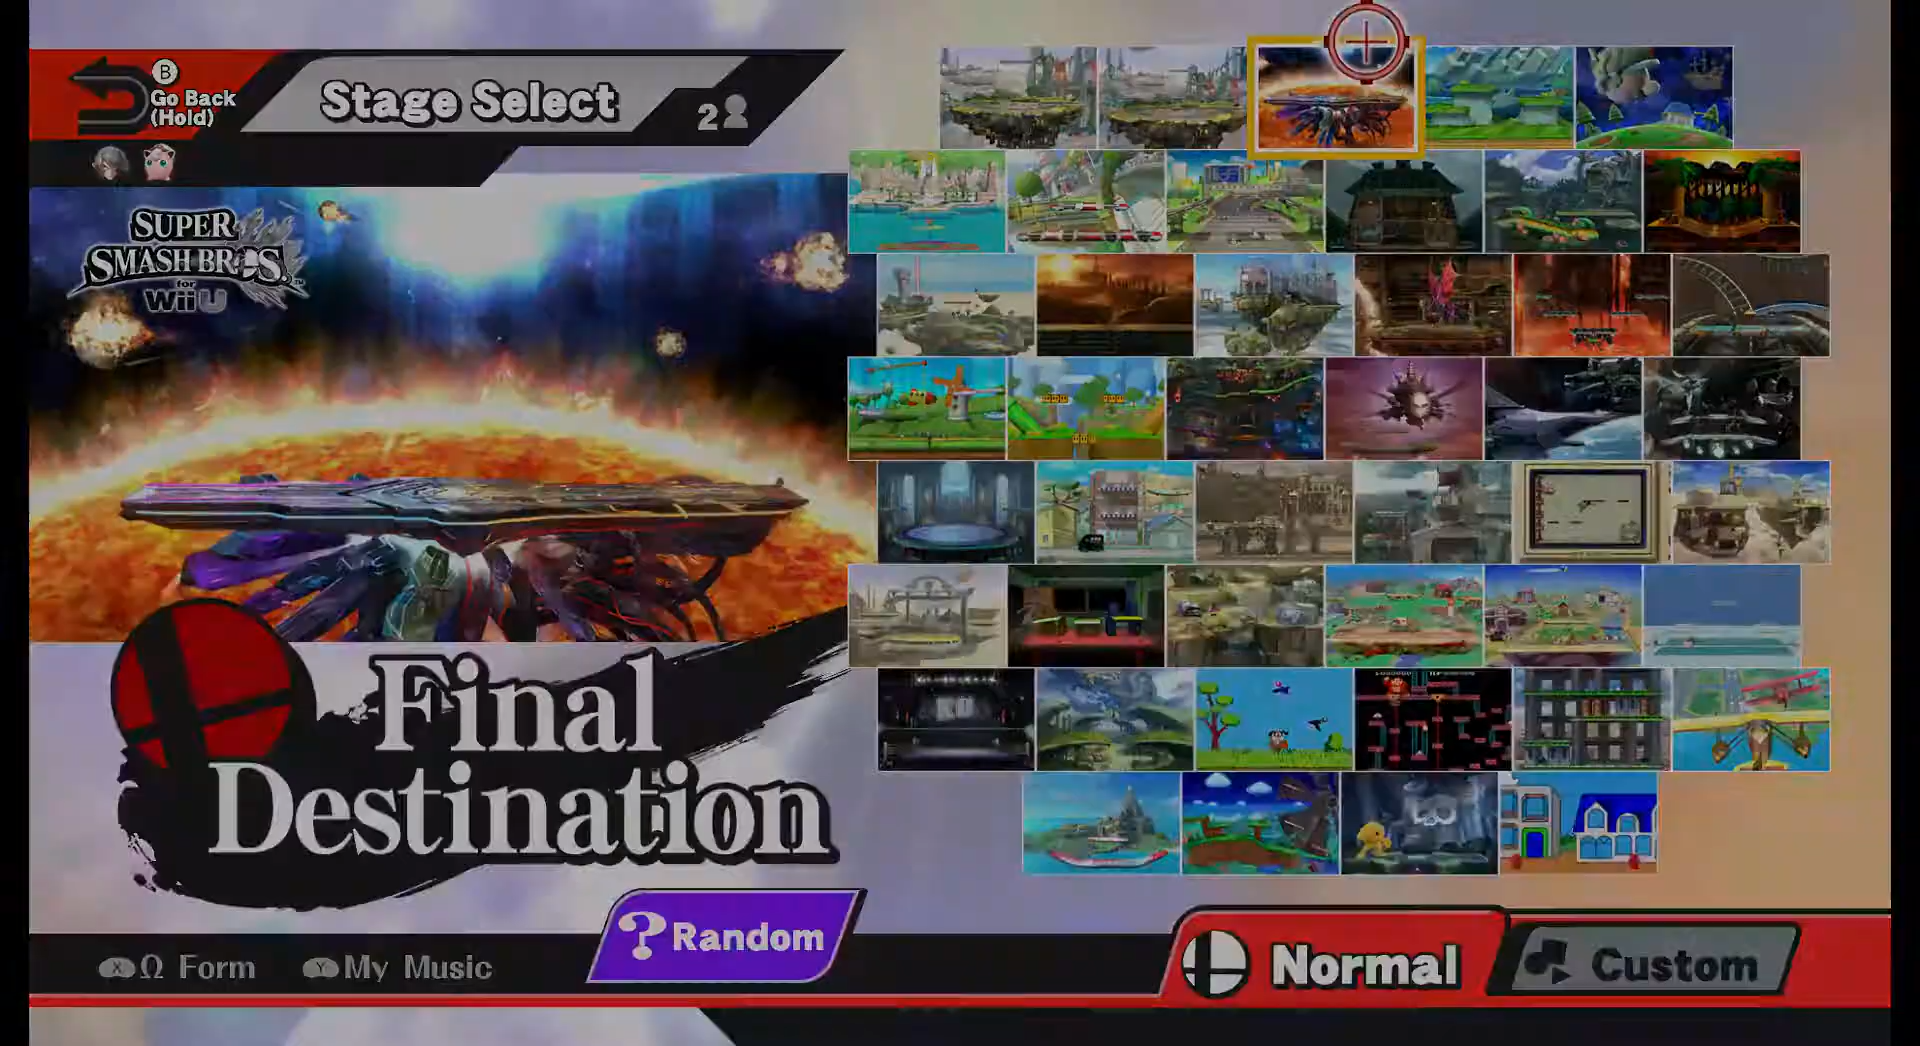 B
Go Back
(Hold)
Stage Select
2
SUPER
SMASH BROS.
for
Wii U
TM
Final
Destination
? Random
X Ω Form
Y My Music
Normal
Custom